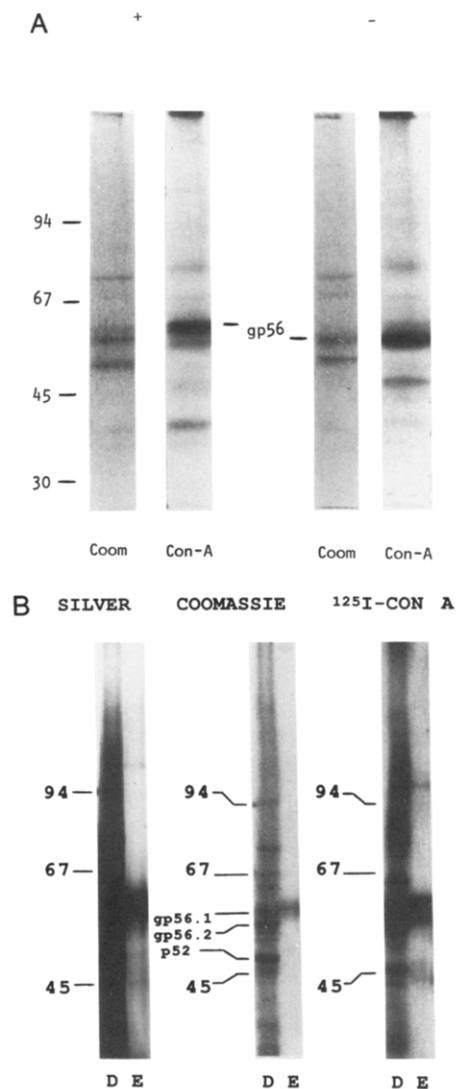 A
+ -
94
67
gp56
45
30
Coom Con-A Coom Con-A
B SILVER COOMASSIE ¹²⁵I-CON A
94 94 94
67 67 67
gp56.1
gp56.2
p52
45 45 45
D E D E D E